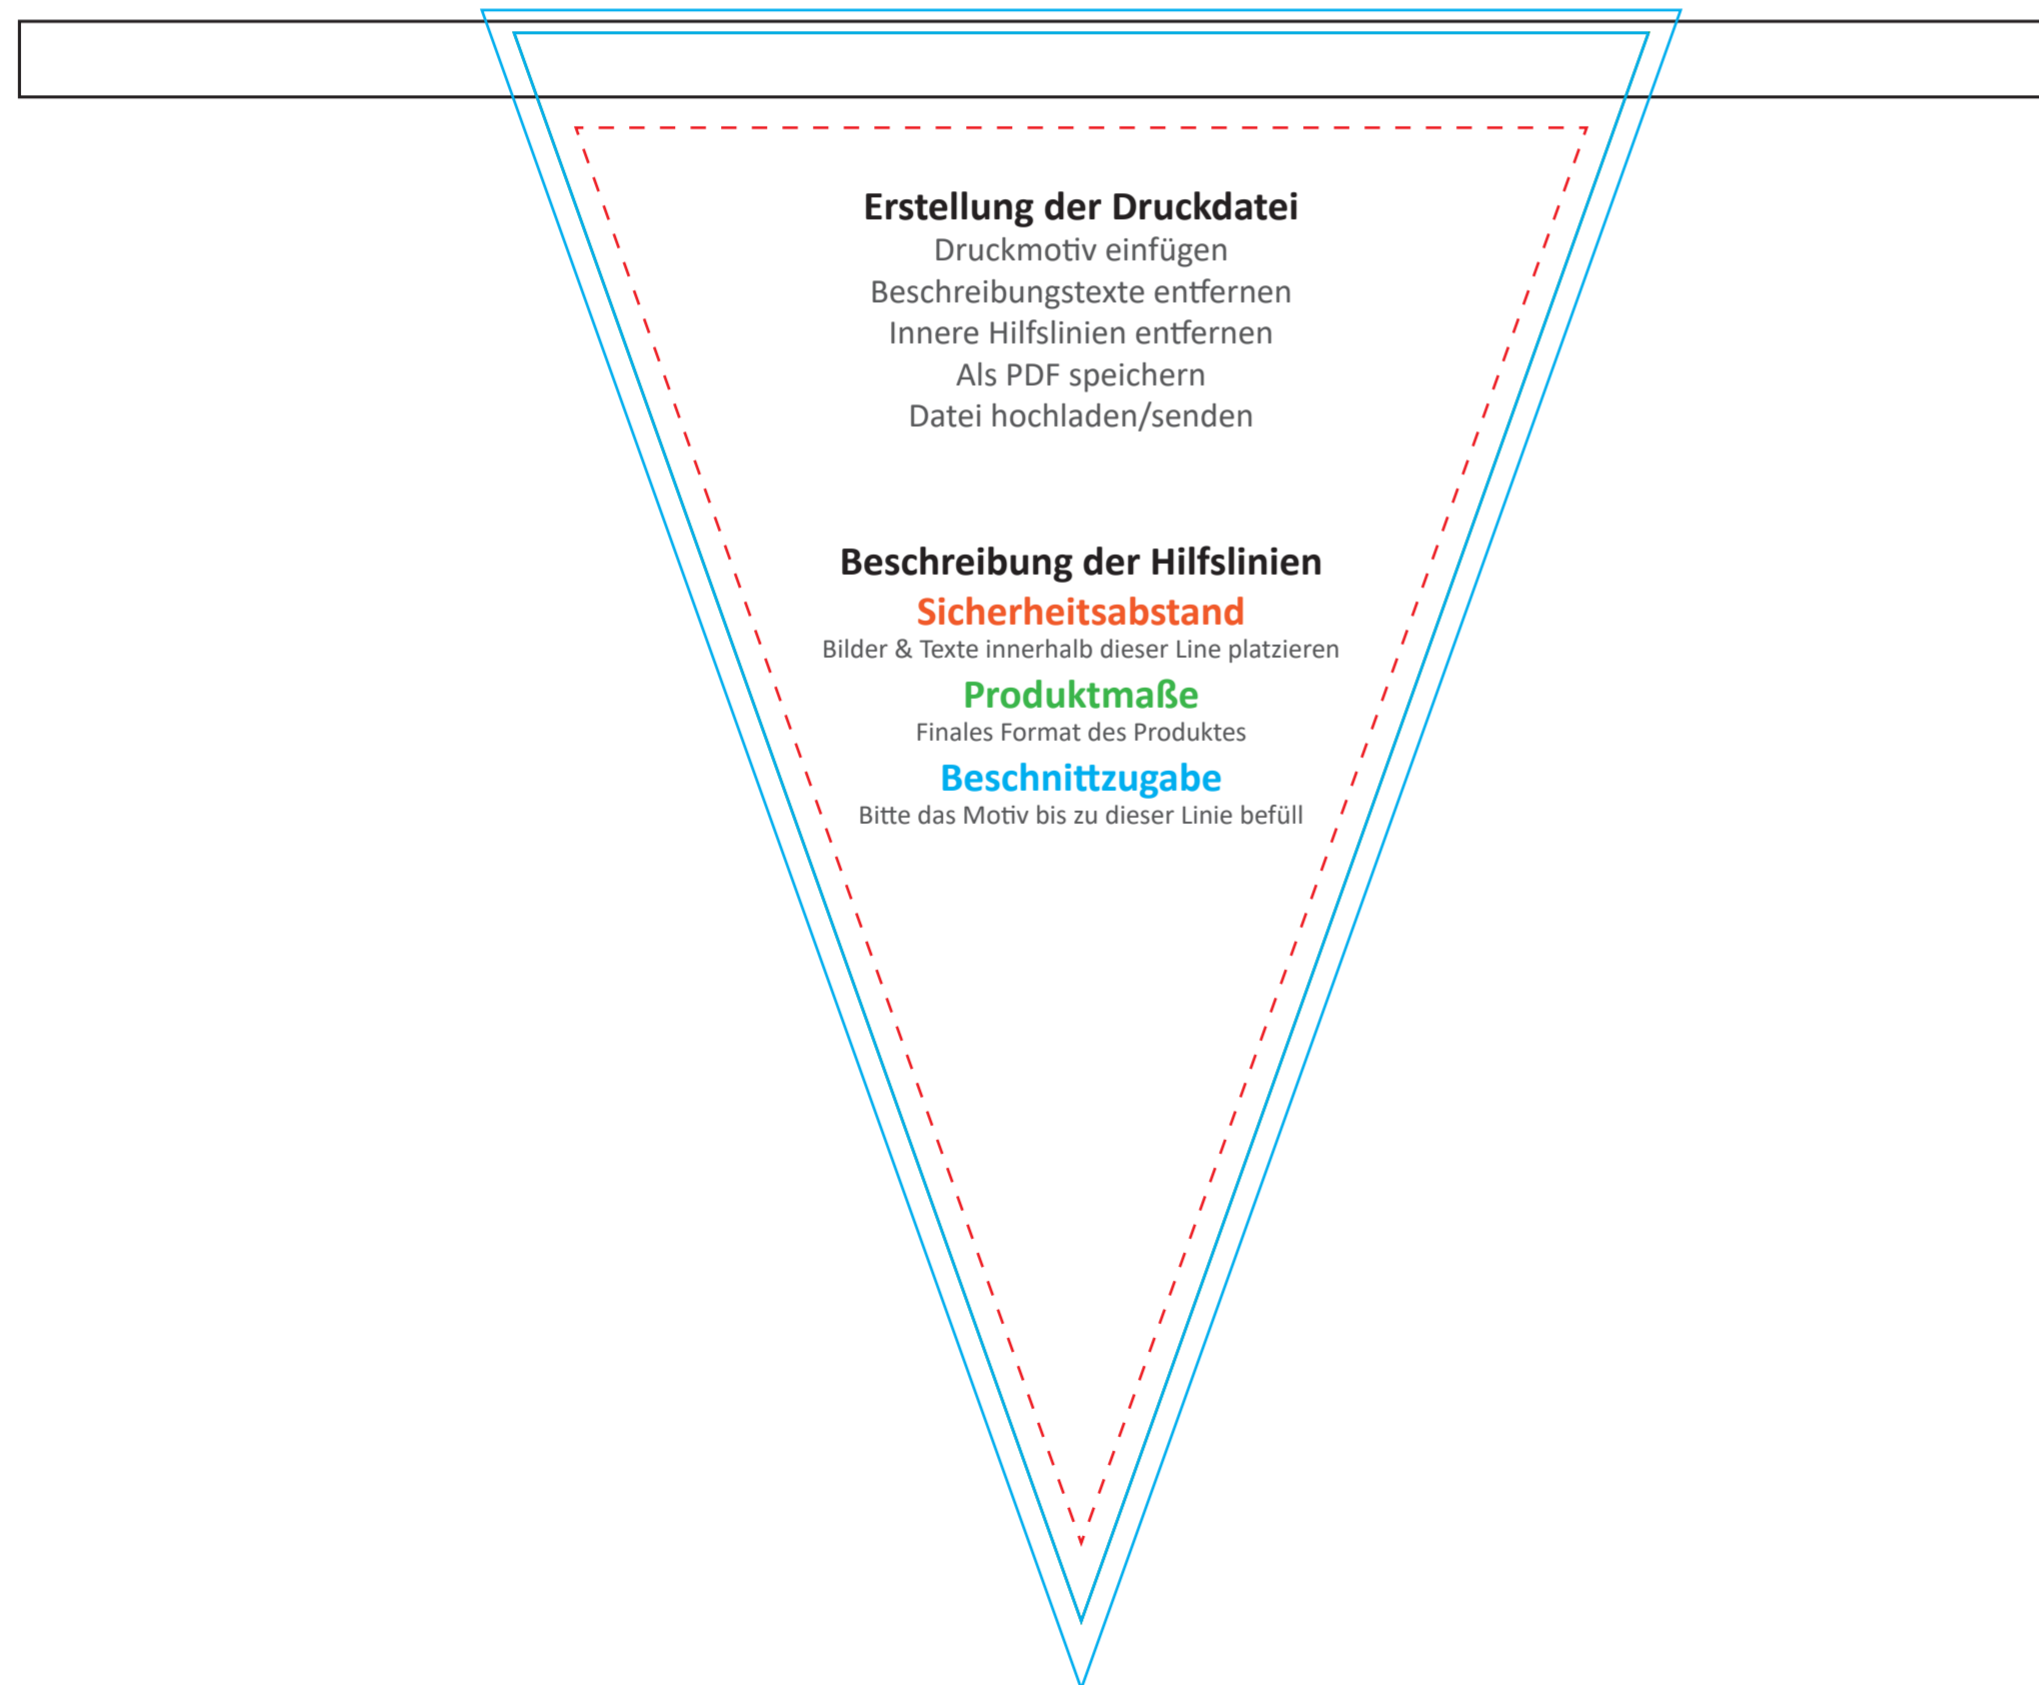 Erstellung der Druckdatei
Druckmotiv einfügen
Beschreibungstexte entfernen
Innere Hilfslinien entfernen
Als PDF speichern
Datei hochladen/senden
Beschreibung der Hilfslinien
Sicherheitsabstand
Bilder & Texte innerhalb dieser Line platzieren
Produktmaße
Finales Format des Produktes
Beschnittzugabe
Bitte das Motiv bis zu dieser Linie befüll